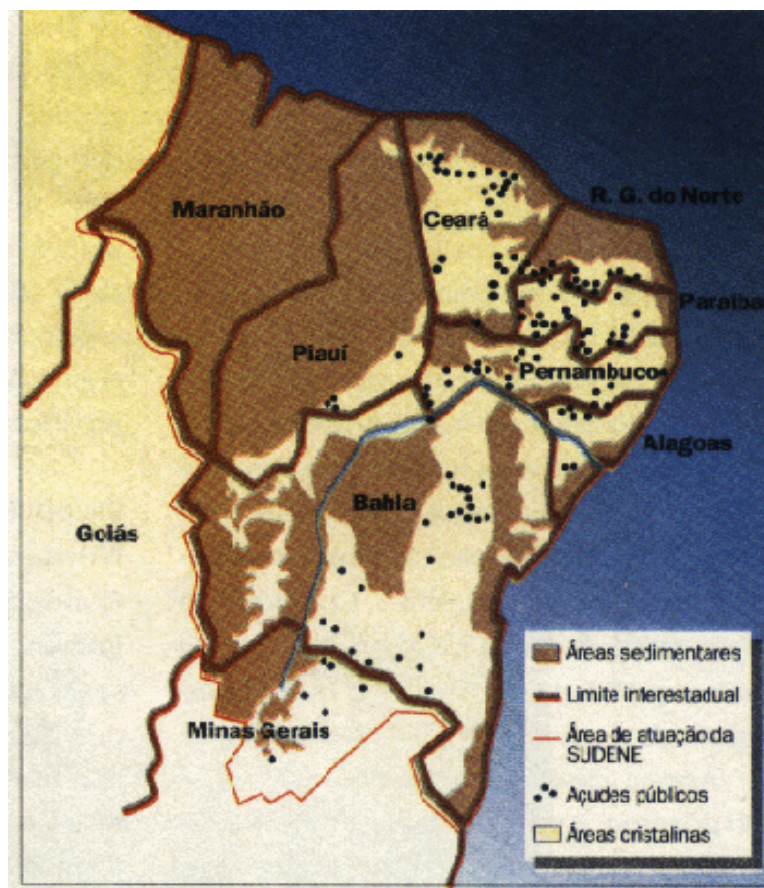 Maranhão
R. G. do Norte
Ceará
Paraiba
Piauí
Pernambuco
Alagoas
Bahia
Goiás
Minas Gerais
Áreas sedimentares
Limite interestadual
Área de atuação da
SUDENE
Açudes públicos
Áreas cristalinas